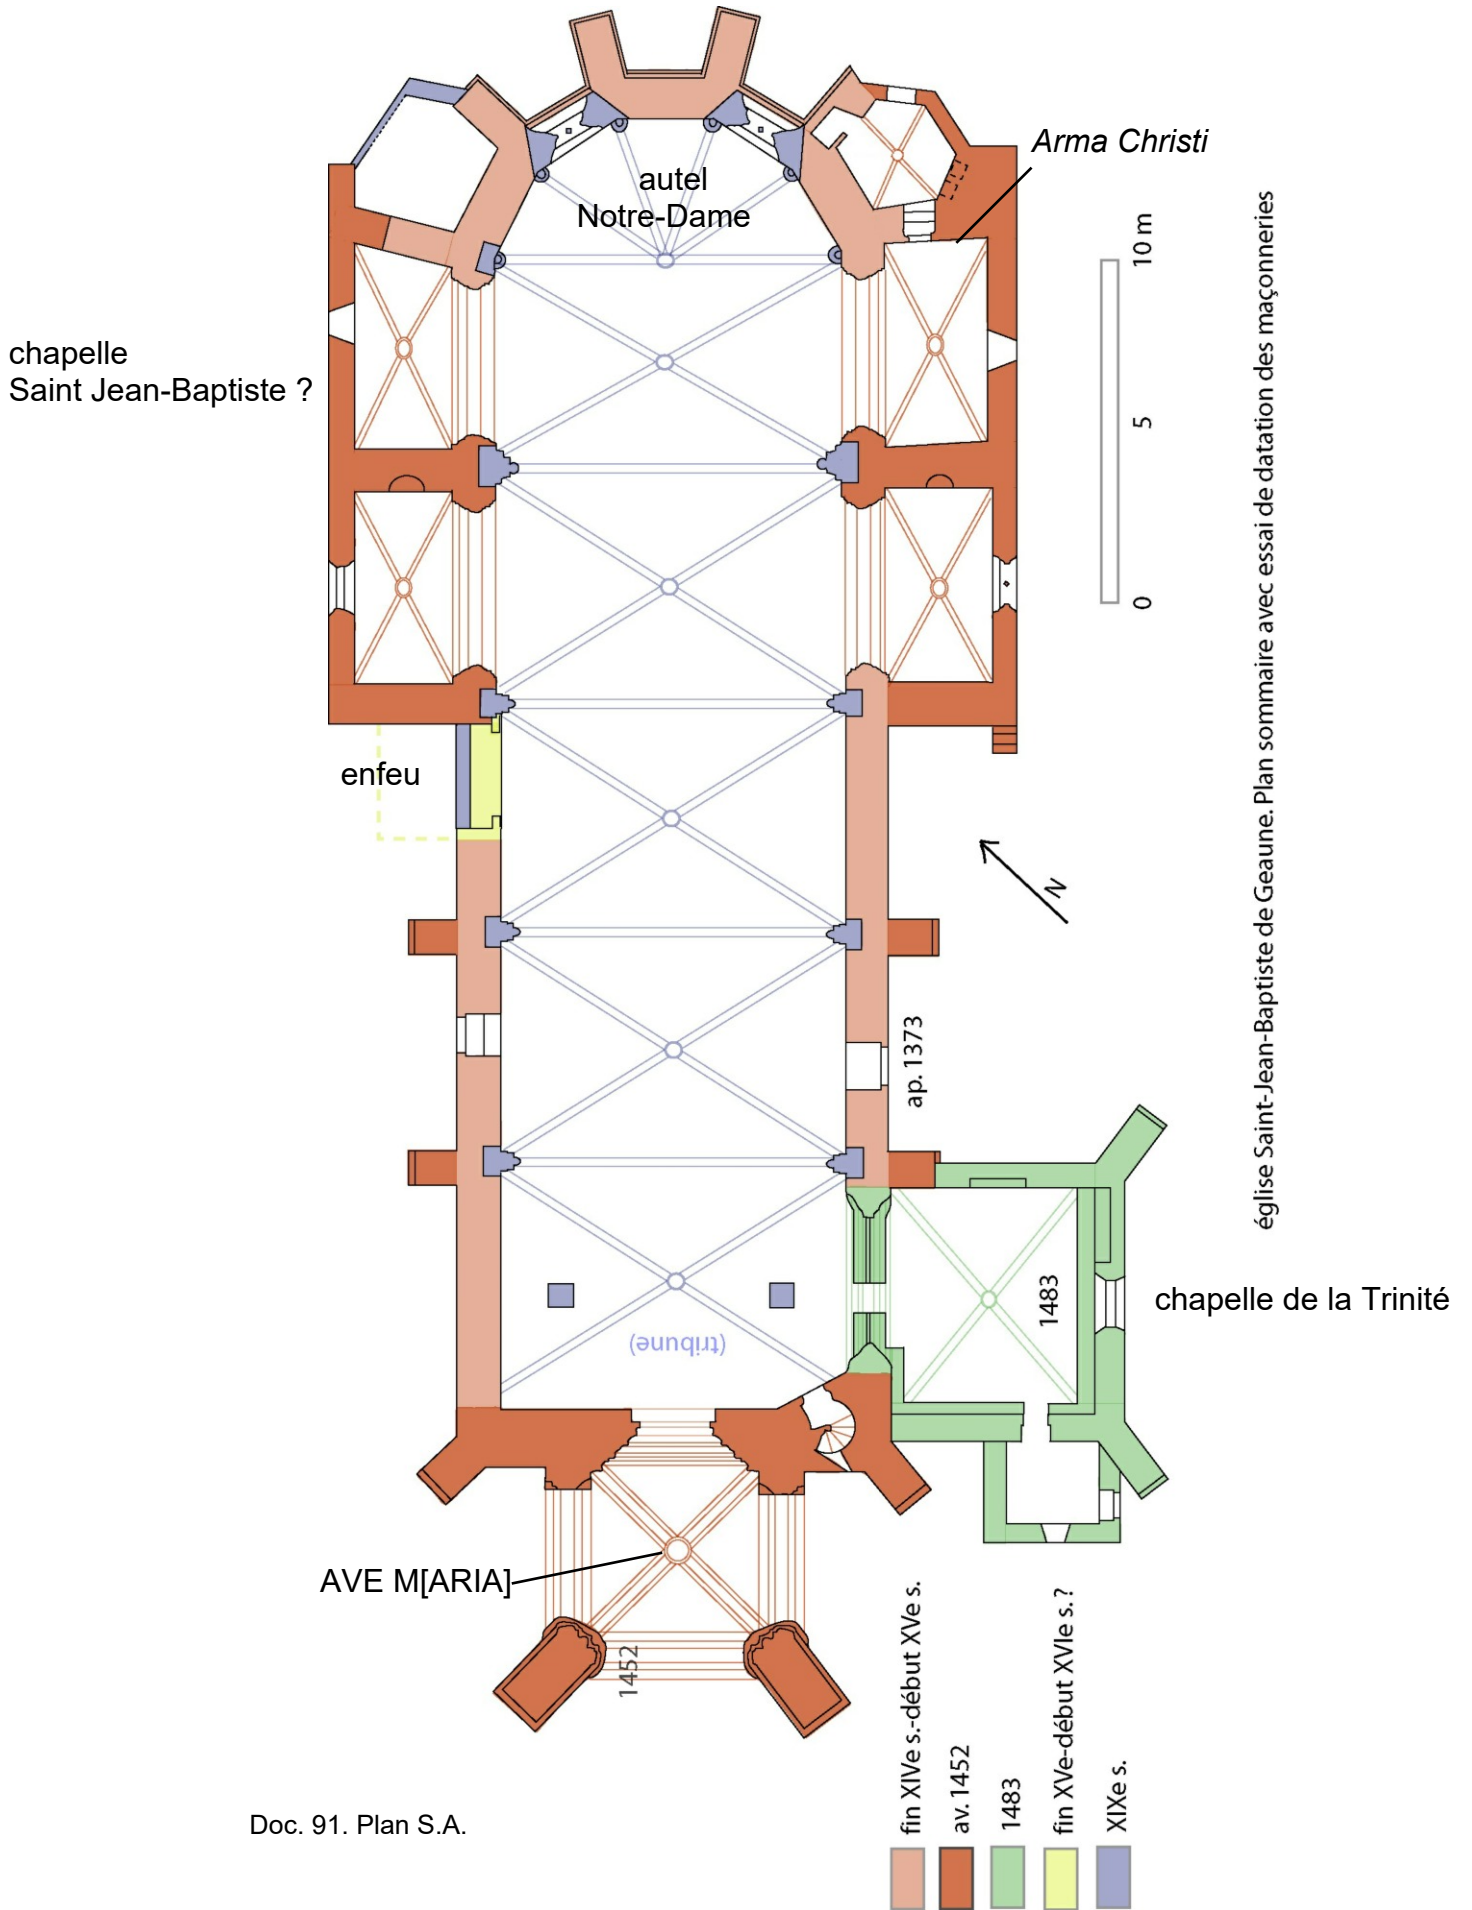 Arma Christi
autel
Notre-Dame
chapelle
Saint Jean-Baptiste ?
10 m
5
0
église Saint-Jean-Baptiste de Geaune. Plan sommaire avec essai de datation des maçonneries
enfeu
N
ap. 1373
1483
chapelle de la Trinité
(tribune)
AVE M[ARIA]
1452
fin XIVe s.-début XVe s.
av. 1452
1483
fin XVe-début XVIe s. ?
XIXe s.
Doc. 91. Plan S.A.